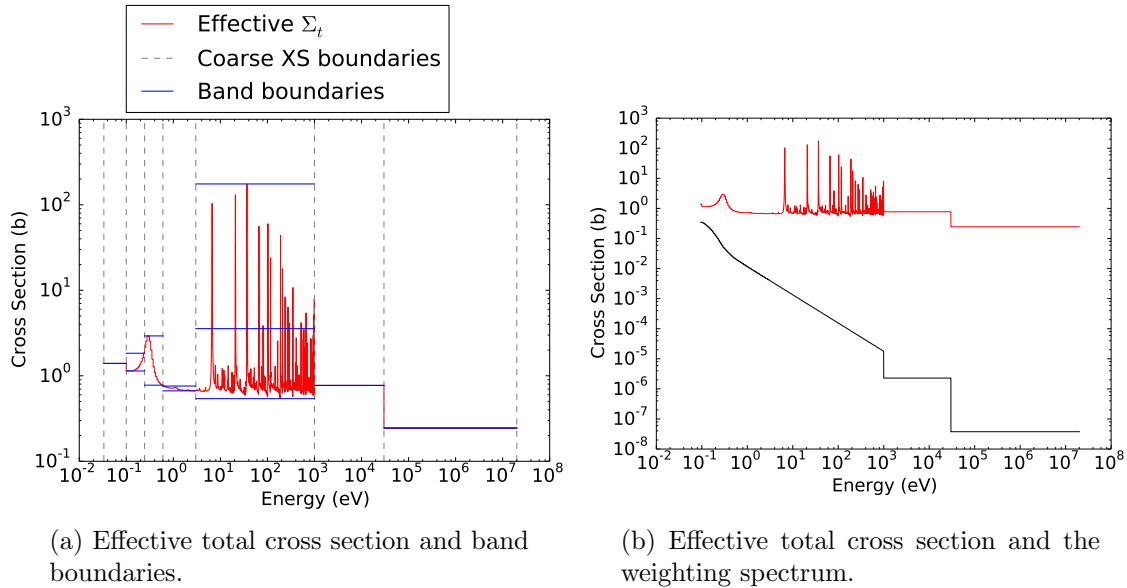 Effective Σ_t
Coarse XS boundaries
Band boundaries
Cross Section (b)
10^3
10^2
10^1
10^0
10^-1
10^-2 10^-1 10^0 10^1 10^2 10^3 10^4 10^5 10^6 10^7 10^8
Energy (eV)
(a) Effective total cross section and band
boundaries.
Cross Section (b)
10^3
10^2
10^1
10^0
10^-1
10^-2
10^-3
10^-4
10^-5
10^-6
10^-7
10^-8
10^-2 10^-1 10^0 10^1 10^2 10^3 10^4 10^5 10^6 10^7 10^8
Energy (eV)
(b) Effective total cross section and the
weighting spectrum.